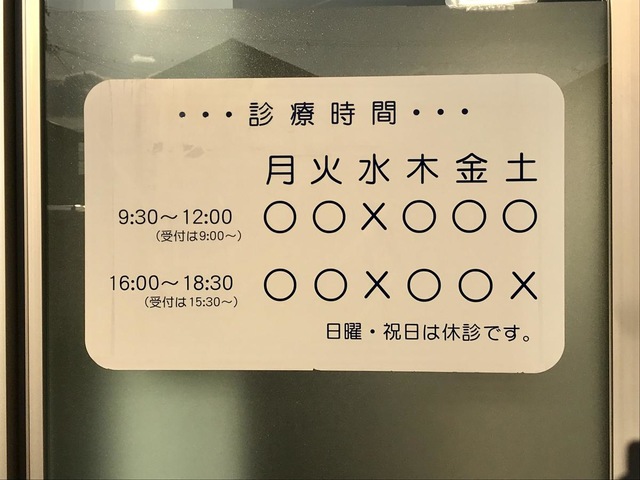 ・・・診療時間・・・
月 火 水 木 金 土
9:30～12:00 ○ ○ × ○ ○ ○
(受付は9:00～)
16:00～18:30 ○ ○ × ○ ○ ×
(受付は15:30～)
日曜・祝日は休診です。